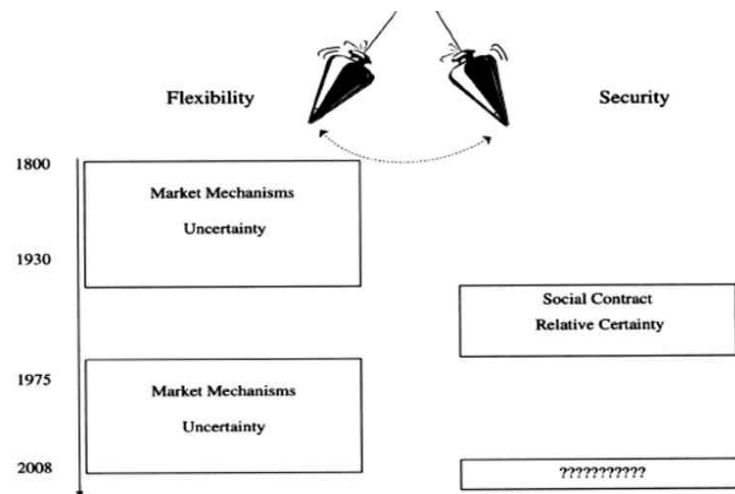 Flexibility
Security
1800
Market Mechanisms
Uncertainty
1930
Social Contract
Relative Certainty
1975
Market Mechanisms
Uncertainty
2008
???????????